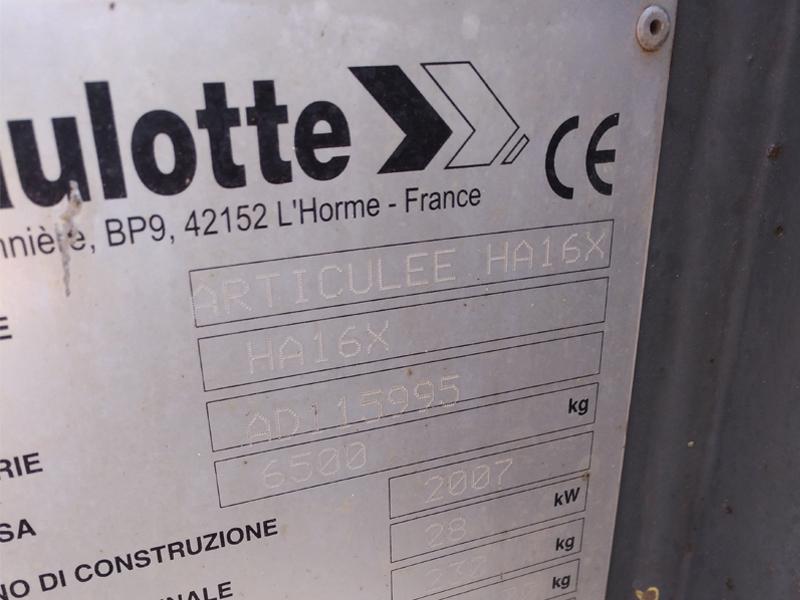 ulotte CE
nnière, BP9, 42152 L'Horme - France
ARTICULEE HA16X
E
HA16X
AD115995
RIE
6500 kg
SA
2007
NO DI CONSTRUZIONE
28 kW
NALE
230 kg
kg